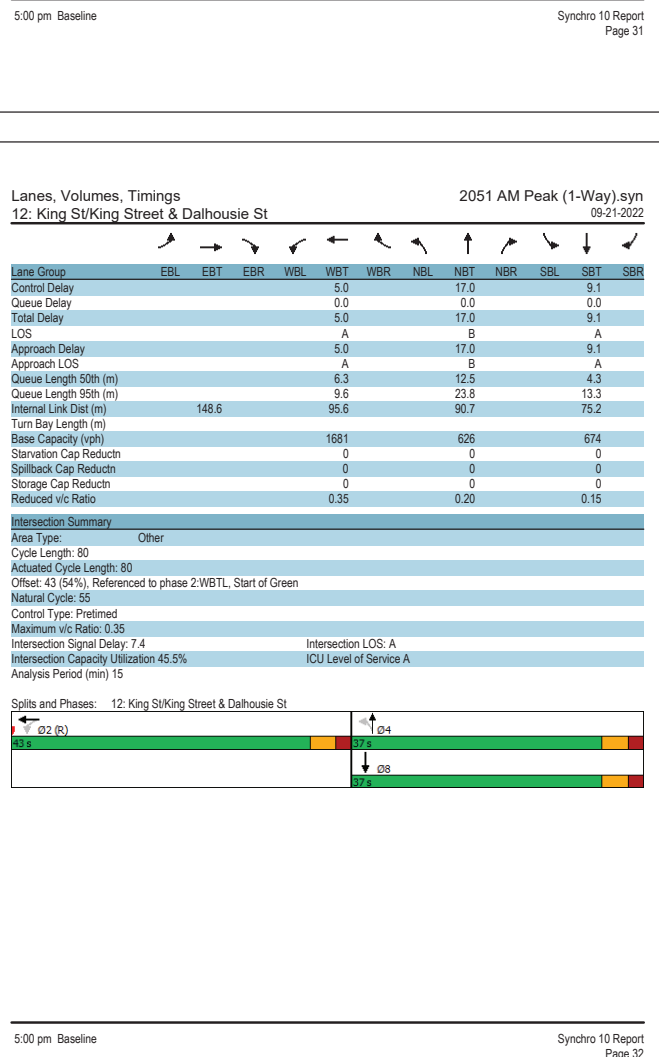 5:00 pm Baseline Synchro 10 Report
Page 31
Lanes, Volumes, Timings 2051 AM Peak (1-Way).syn
12: King St/King Street & Dalhousie St 09-21-2022
Lane Group EBL EBT EBR WBL WBT WBR NBL NBT NBR SBL SBT SBR
Control Delay 5.0 17.0 9.1
Queue Delay 0.0 0.0 0.0
Total Delay 5.0 17.0 9.1
LOS A B A
Approach Delay 5.0 17.0 9.1
Approach LOS A B A
Queue Length 50th (m) 6.3 12.5 4.3
Queue Length 95th (m) 9.6 23.8 13.3
Internal Link Dist (m) 148.6 95.6 90.7 75.2
Turn Bay Length (m)
Base Capacity (vph) 1681 626 674
Starvation Cap Reductn 0 0 0
Spillback Cap Reductn 0 0 0
Storage Cap Reductn 0 0 0
Reduced v/c Ratio 0.35 0.20 0.15
Intersection Summary
Area Type: Other
Cycle Length: 80
Actuated Cycle Length: 80
Offset: 43 (54%), Referenced to phase 2:WBTL, Start of Green
Natural Cycle: 55
Control Type: Pretimed
Maximum v/c Ratio: 0.35
Intersection Signal Delay: 7.4 Intersection LOS: A
Intersection Capacity Utilization 45.5% ICU Level of Service A
Analysis Period (min) 15
Splits and Phases: 12: King St/King Street & Dalhousie St
Ø2 (R) Ø4
43 s 37 s
Ø8
37 s
5:00 pm Baseline Synchro 10 Report
Page 32